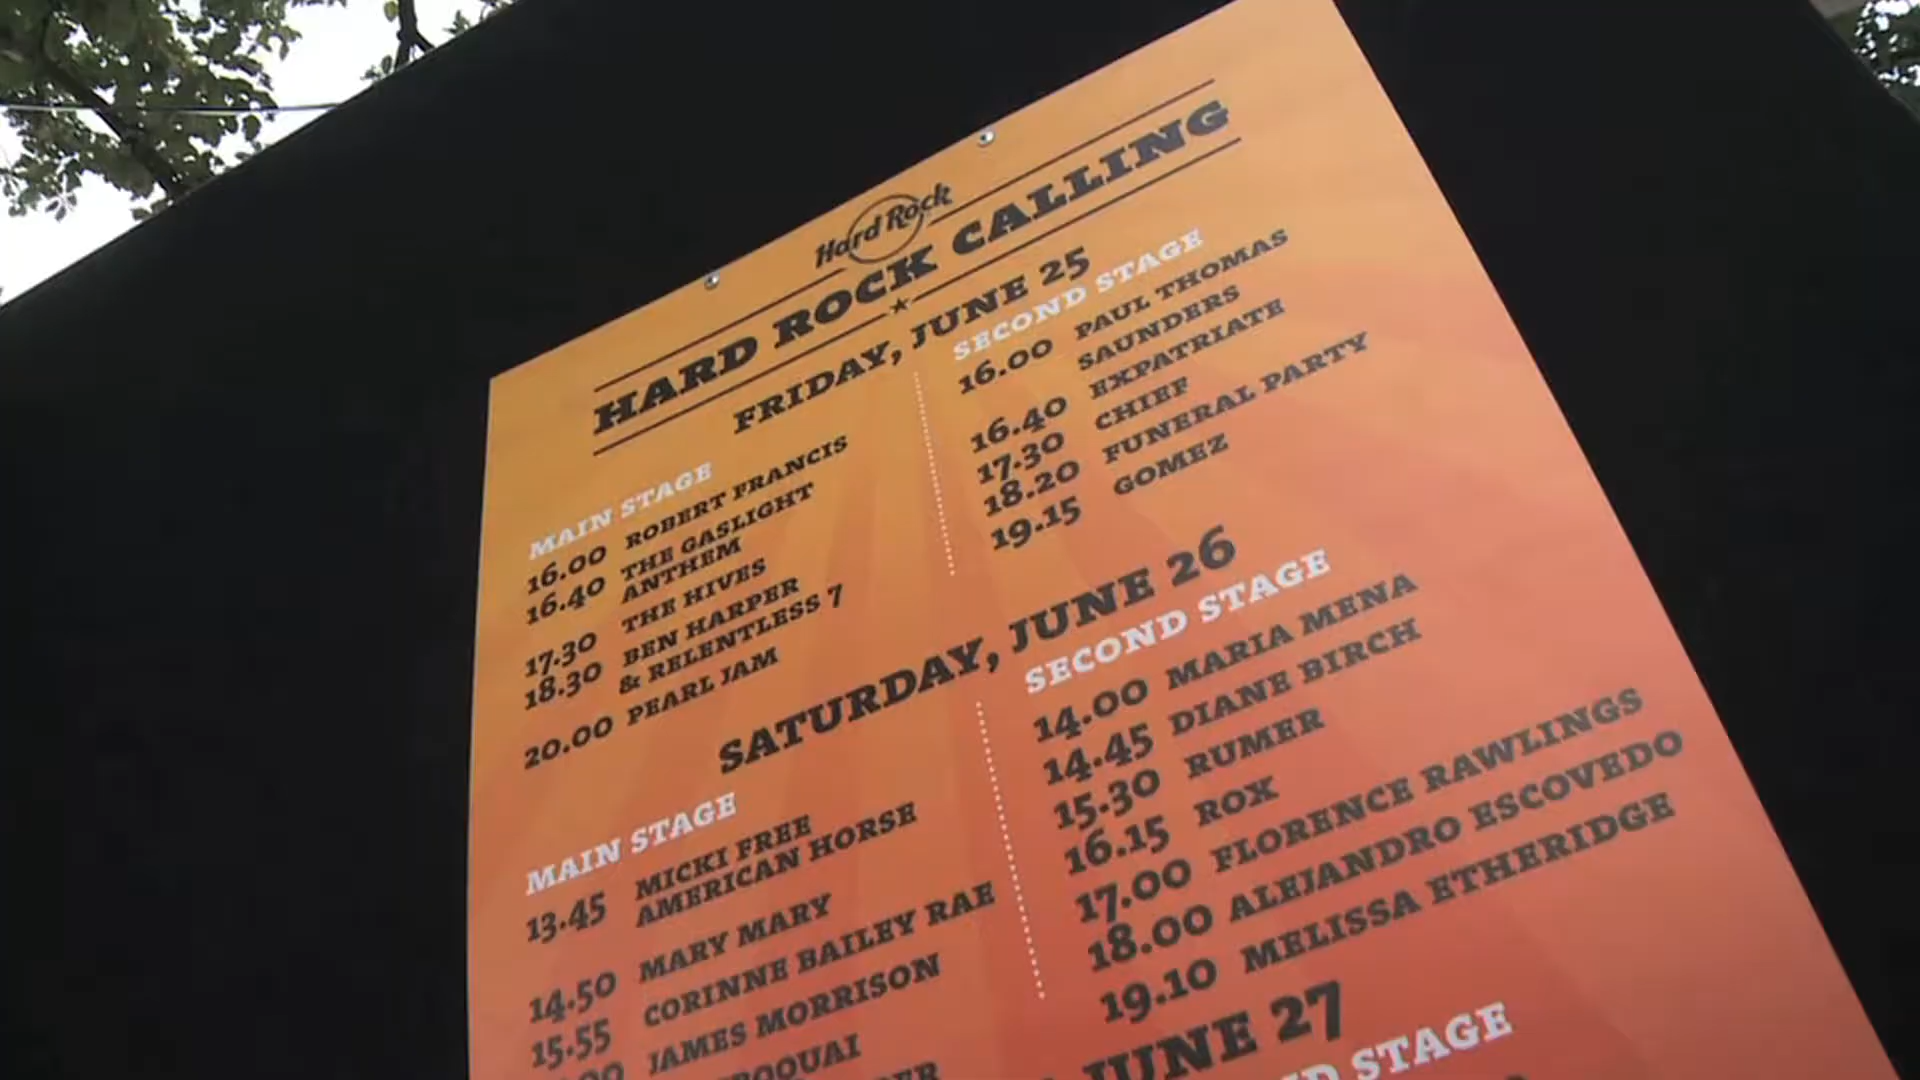 Hard Rock
HARD ROCK CALLING
FRIDAY, JUNE 25
MAIN STAGE
16.00 ROBERT FRANCIS
16.40 THE GASLIGHT
ANTHEM
17.30 THE HIVES
18.30 BEN HARPER
& RELENTLESS 7
20.00 PEARL JAM
SECOND STAGE
16.00 PAUL THOMAS
SAUNDERS
16.40 EXPATRIATE
17.30 CHIEF
18.20 FUNERAL PARTY
19.15 GOMEZ
SATURDAY, JUNE 26
MAIN STAGE
13.45 MICKI FREE
AMERICAN HORSE
14.50 MARY MARY
15.55 CORINNE BAILEY RAE
JAMES MORRISON
SECOND STAGE
14.00 MARIA MENA
14.45 DIANE BIRCH
15.30 RUMER
16.15 ROX
17.00 FLORENCE RAWLINGS
18.00 ALEJANDRO ESCOVEDO
19.10 MELISSA ETHERIDGE
JUNE 27
STAGE